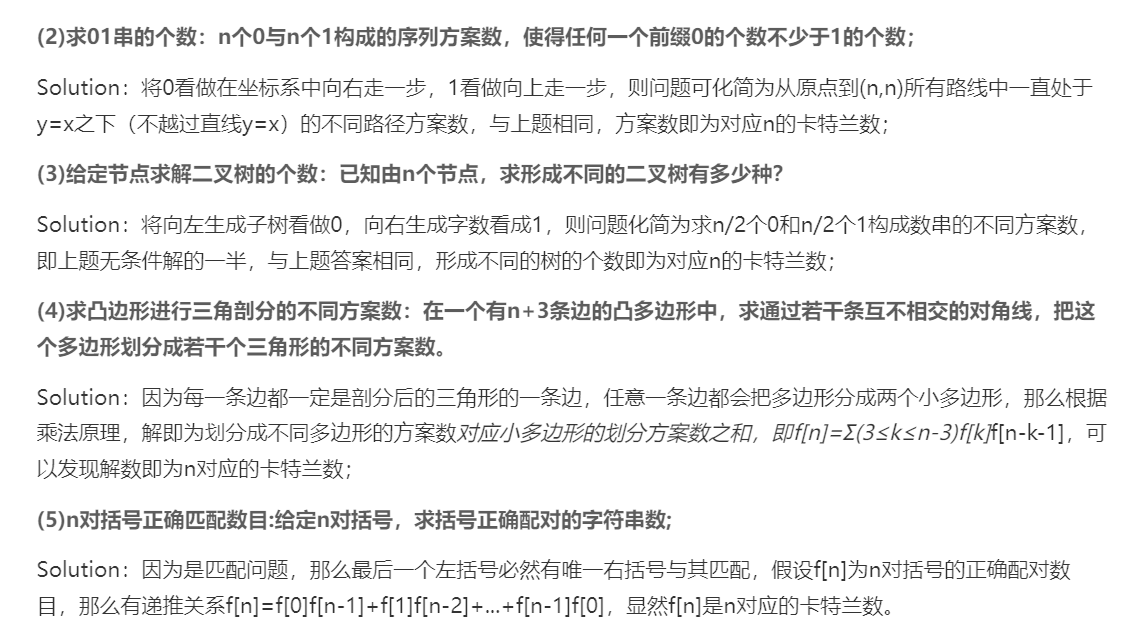 (2)求01串的个数：n个0与n个1构成的序列方案数，使得任何一个前缀0的个数不少于1的个数；
Solution：将0看做在坐标系中向右走一步，1看做向上走一步，则问题可化简为从原点到(n,n)所有路线中一直处于
y=x之下（不越过直线y=x）的不同路径方案数，与上题相同，方案数即为对应n的卡特兰数；
(3)给定节点求解二叉树的个数：已知由n个节点，求形成不同的二叉树有多少种？
Solution：将向左生成子树看做0，向右生成字数看成1，则问题化简为求n/2个0和n/2个1构成数串的不同方案数，
即上题无条件解的一半，与上题答案相同，形成不同的树的个数即为对应n的卡特兰数；
(4)求凸边形进行三角剖分的不同方案数：在一个有n+3条边的凸多边形中，求通过若干条互不相交的对角线，把这
个多边形划分成若干个三角形的不同方案数。
Solution：因为每一条边都一定是剖分后的三角形的一条边，任意一条边都会把多边形分成两个小多边形，那么根据
乘法原理，解即为划分成不同多边形的方案数对应小多边形的划分方案数之和，即f[n]=Σ(3≤k≤n-3)f[k]f[n-k-1]，可
以发现解数即为n对应的卡特兰数；
(5)n对括号正确匹配数目:给定n对括号，求括号正确配对的字符串数;
Solution：因为是匹配问题，那么最后一个左括号必然有唯一右括号与其匹配，假设f[n]为n对括号的正确配对数
目，那么有递推关系f[n]=f[0]f[n-1]+f[1]f[n-2]+...+f[n-1]f[0]，显然f[n]是n对应的卡特兰数。